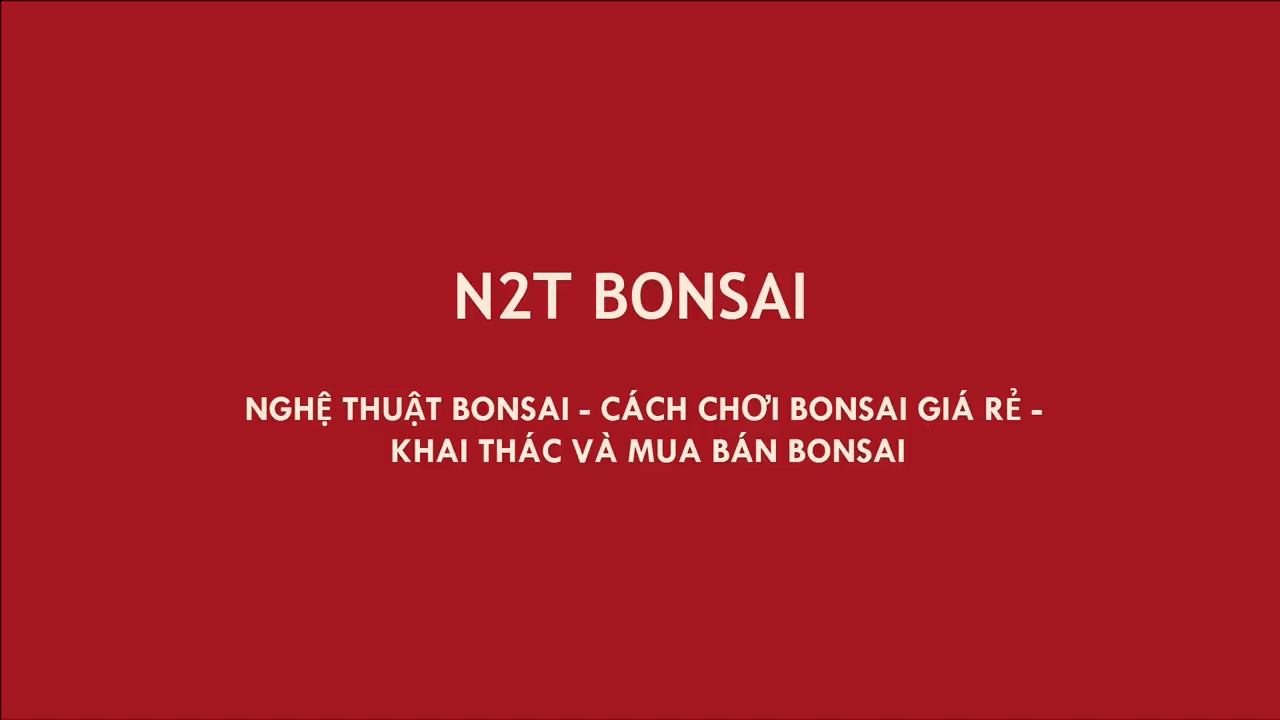 N2T BONSAI
NGHỆ THUẬT BONSAI - CÁCH CHƠI BONSAI GIÁ RẺ -
KHAI THÁC VÀ MUA BÁN BONSAI